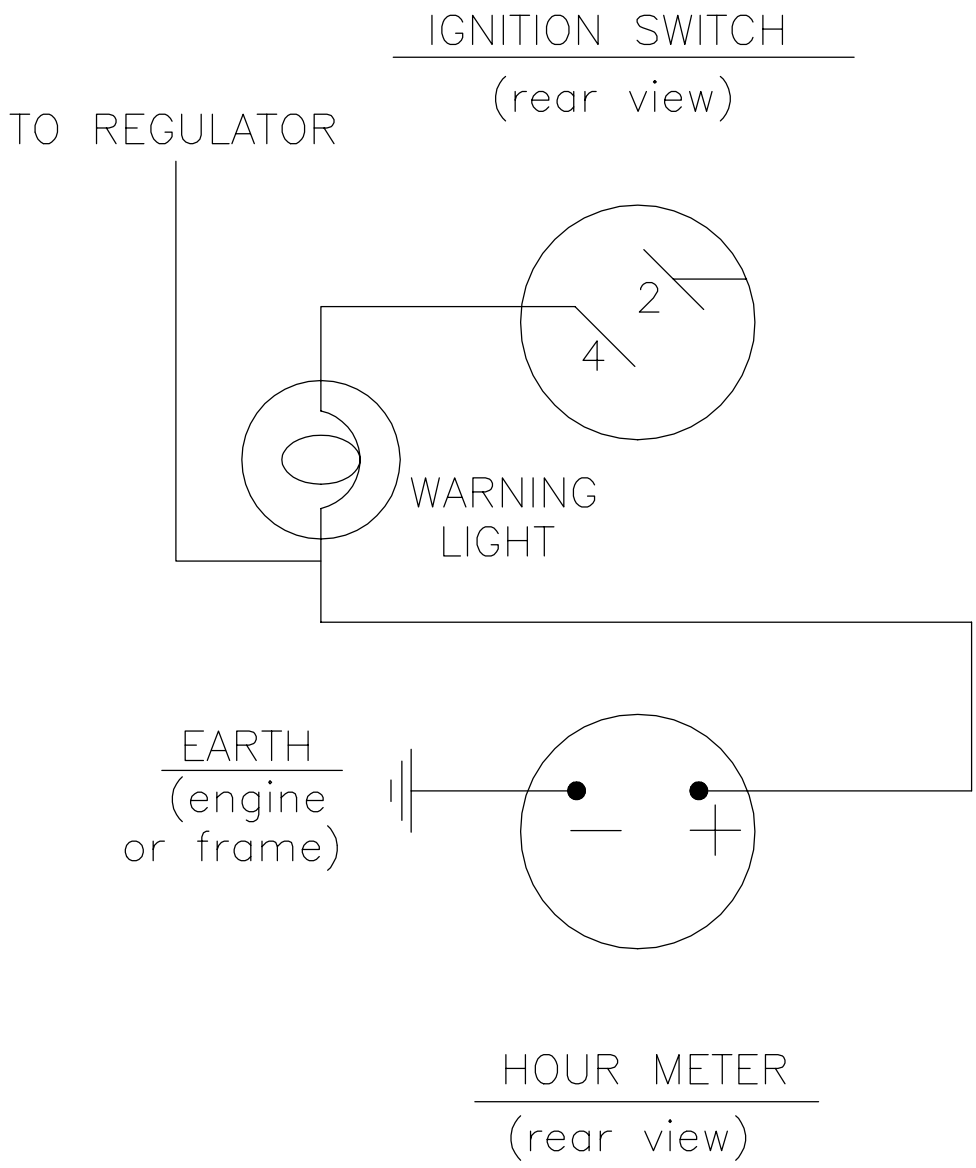 IGNITION SWITCH
(rear view)
TO REGULATOR
2
4
WARNING
LIGHT
EARTH
(engine
or frame)
— +
HOUR METER
(rear view)